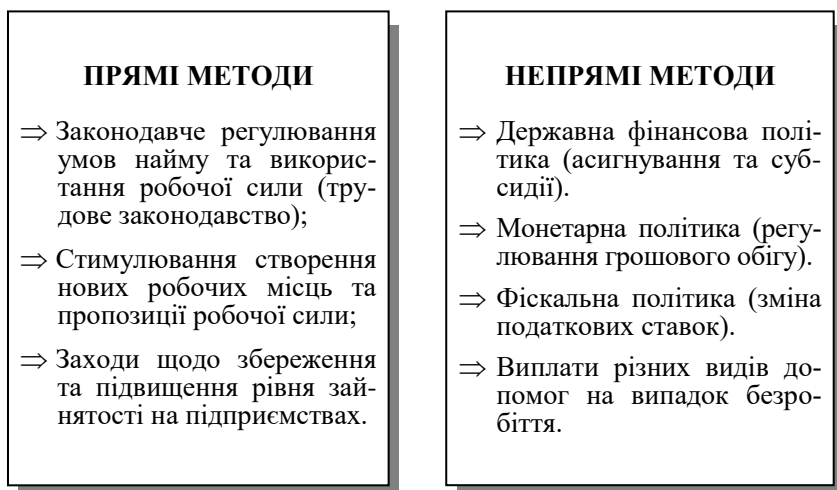 ПРЯМІ МЕТОДИ
⇒ Законодавче регулювання
умов найму та викорис-
тання робочої сили (тру-
дове законодавство);
⇒ Стимулювання створення
нових робочих місць та
пропозиції робочої сили;
⇒ Заходи щодо збереження
та підвищення рівня зай-
нятості на підприємствах.
НЕПРЯМІ МЕТОДИ
⇒ Державна фінансова полі-
тика (асигнування та суб-
сидії).
⇒ Монетарна політика (регу-
лювання грошового обігу).
⇒ Фіскальна політика (зміна
податкових ставок).
⇒ Виплати різних видів до-
помог на випадок безро-
біття.